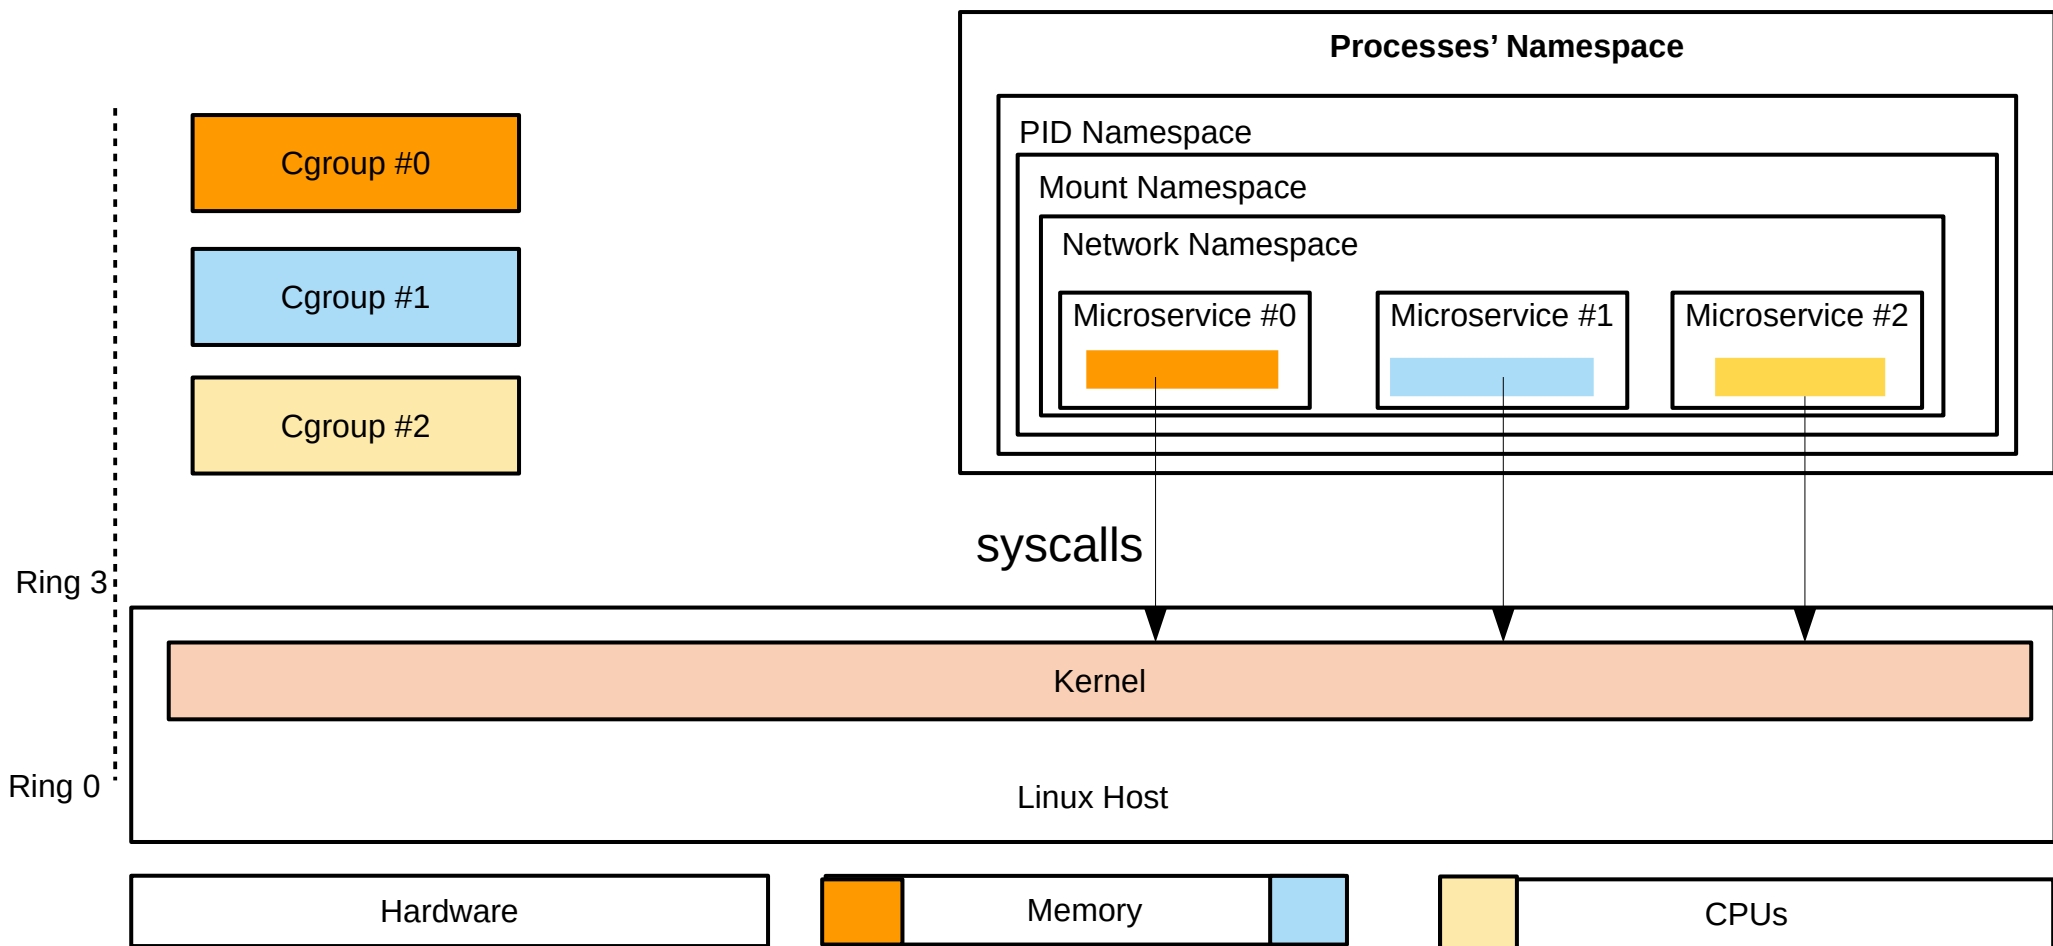 Processes’ Namespace
PID Namespace
Mount Namespace
Network Namespace
Microservice #0
Microservice #1
Microservice #2
Cgroup #0
Cgroup #1
Cgroup #2
syscalls
Ring 3
Kernel
Ring 0
Linux Host
Hardware
Memory
CPUs